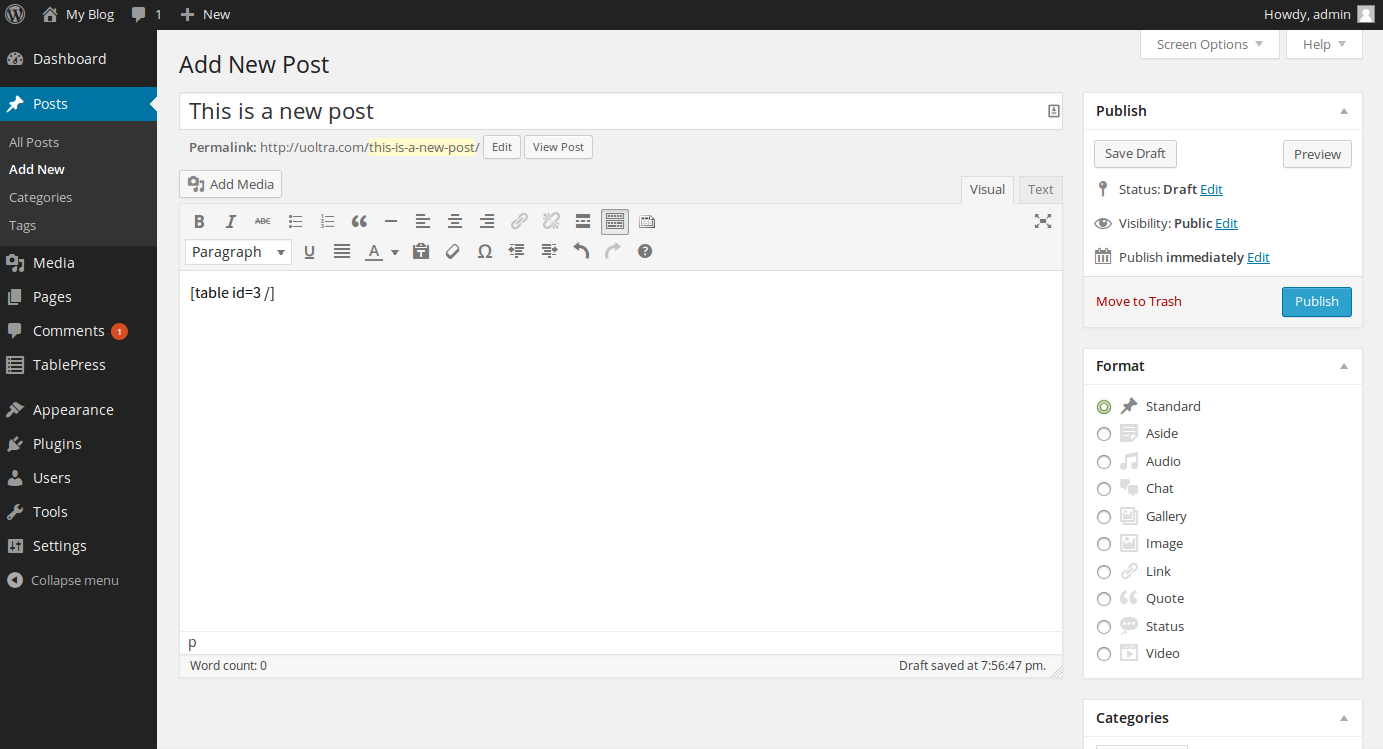 My Blog 1 New Howdy, admin
Screen Options Help
Dashboard
Posts
All Posts
Add New
Categories
Tags
Media
Pages
Comments 1
TablePress
Appearance
Plugins
Users
Tools
Settings
Collapse menu
Add New Post
This is a new post
Permalink: http://uoltra.com/this-is-a-new-post/ Edit View Post
Add Media
Visual Text
B I ABC
Paragraph U A Ω ?
[table id=3 /]
p
Word count: 0 Draft saved at 7:56:47 pm.
Publish
Save Draft Preview
Status: Draft Edit
Visibility: Public Edit
Publish immediately Edit
Move to Trash Publish
Format
Standard
Aside
Audio
Chat
Gallery
Image
Link
Quote
Status
Video
Categories